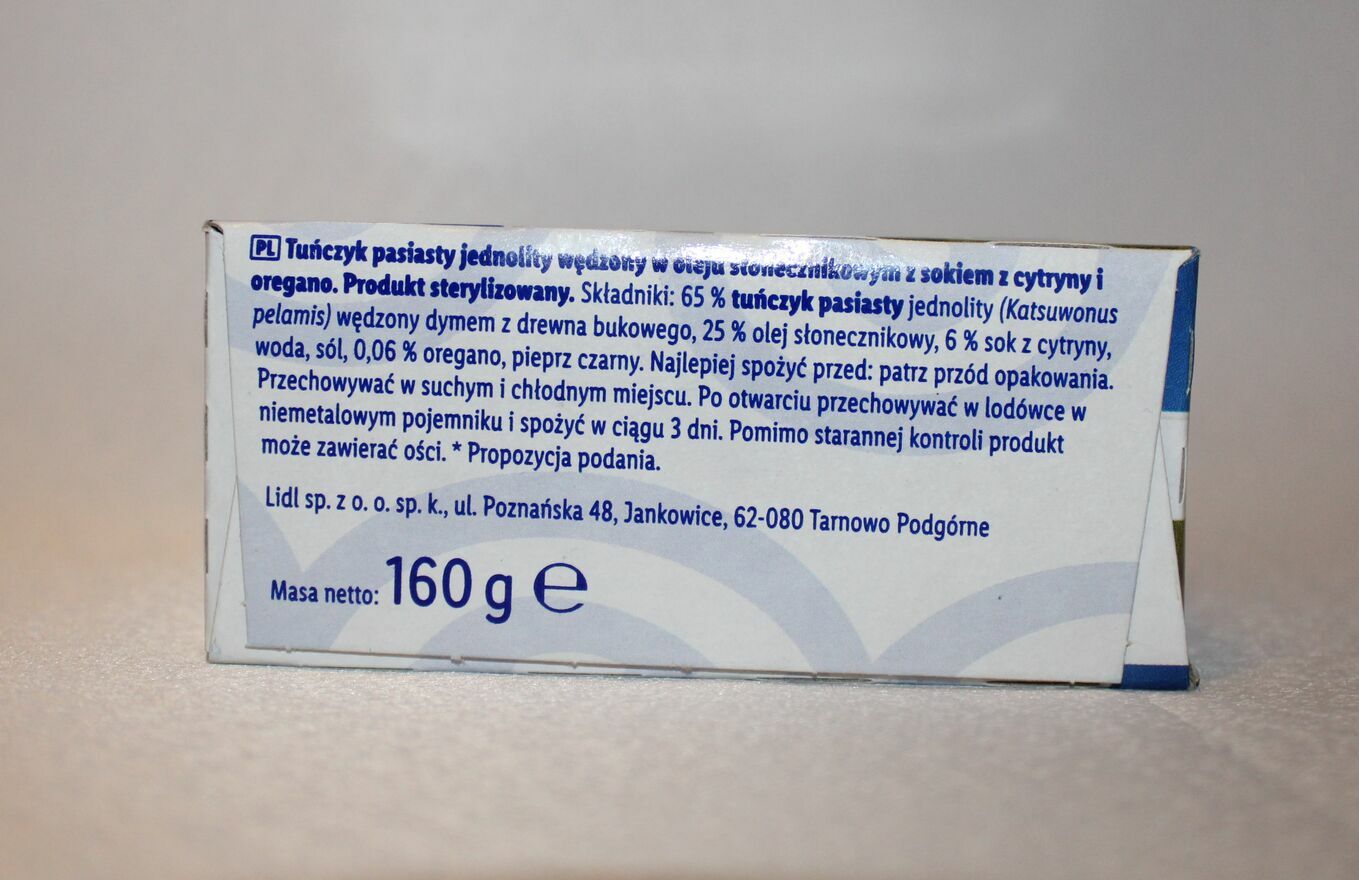 PL Tuńczyk pasiasty jednolity wędzony w oleju słonecznikowym z sokiem z cytryny i
oregano. Produkt sterylizowany. Składniki: 65 % tuńczyk pasiasty jednolity (Katsuwonus
pelamis) wędzony dymem z drewna bukowego, 25 % olej słonecznikowy, 6 % sok z cytryny,
woda, sól, 0,06 % oregano, pieprz czarny. Najlepiej spożyć przed: patrz przód opakowania.
Przechowywać w suchym i chłodnym miejscu. Po otwarciu przechowywać w lodówce w
niemetalowym pojemniku i spożyć w ciągu 3 dni. Pomimo starannej kontroli produkt
może zawierać ości. * Propozycja podania.
Lidl sp. z o. o. sp. k., ul. Poznańska 48, Jankowice, 62-080 Tarnowo Podgórne
Masa netto: 160 g ℮